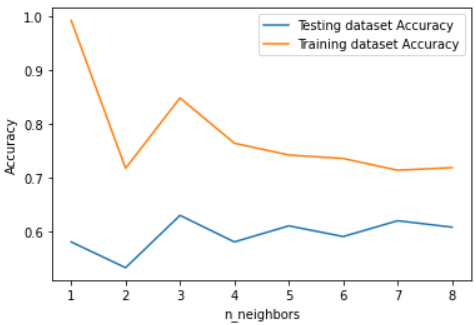 Testing dataset Accuracy
Training dataset Accuracy
1.0
0.9
0.8
0.7
0.6
Accuracy
1 2 3 4 5 6 7 8
n_neighbors